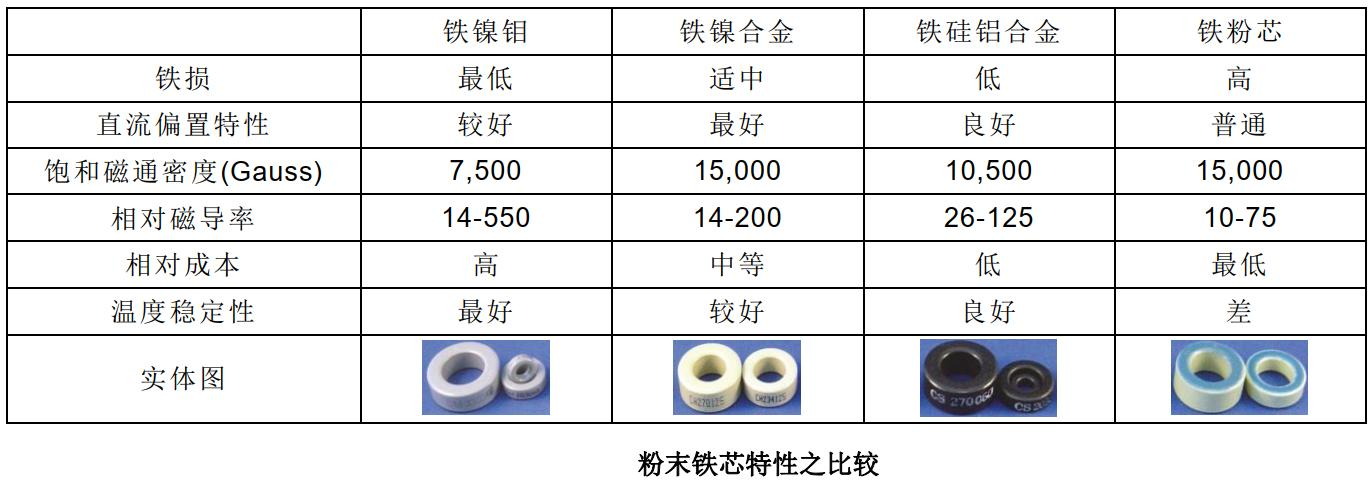 铁镍钼 铁镍合金 铁硅铝合金 铁粉芯
铁损 最低 适中 低 高
直流偏置特性 较好 最好 良好 普通
饱和磁通密度(Gauss) 7,500 15,000 10,500 15,000
相对磁导率 14-550 14-200 26-125 10-75
相对成本 高 中等 低 最低
温度稳定性 最好 较好 良好 差
实体图
CH270125 CH234125 CS 270060
粉末铁芯特性之比较